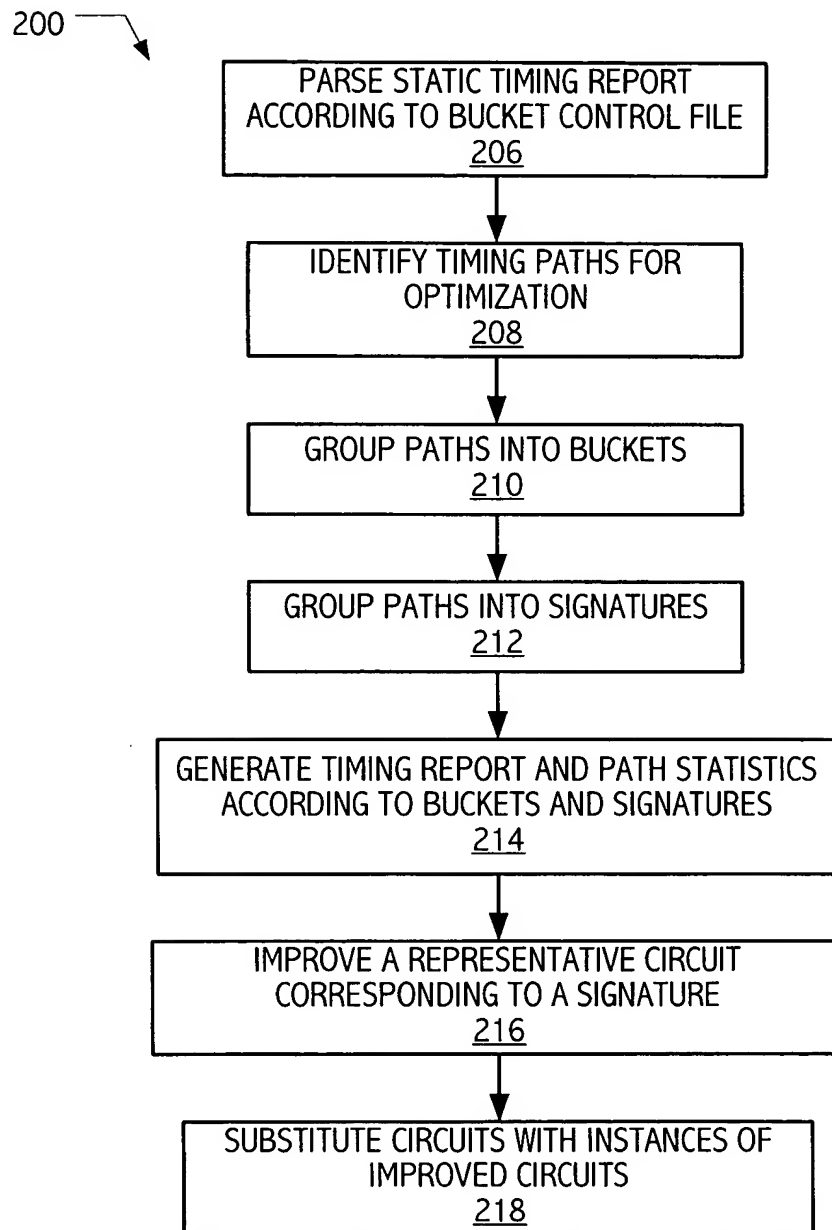 200
PARSE STATIC TIMING REPORT
ACCORDING TO BUCKET CONTROL FILE
206
IDENTIFY TIMING PATHS FOR
OPTIMIZATION
208
GROUP PATHS INTO BUCKETS
210
GROUP PATHS INTO SIGNATURES
212
GENERATE TIMING REPORT AND PATH STATISTICS
ACCORDING TO BUCKETS AND SIGNATURES
214
IMPROVE A REPRESENTATIVE CIRCUIT
CORRESPONDING TO A SIGNATURE
216
SUBSTITUTE CIRCUITS WITH INSTANCES OF
IMPROVED CIRCUITS
218